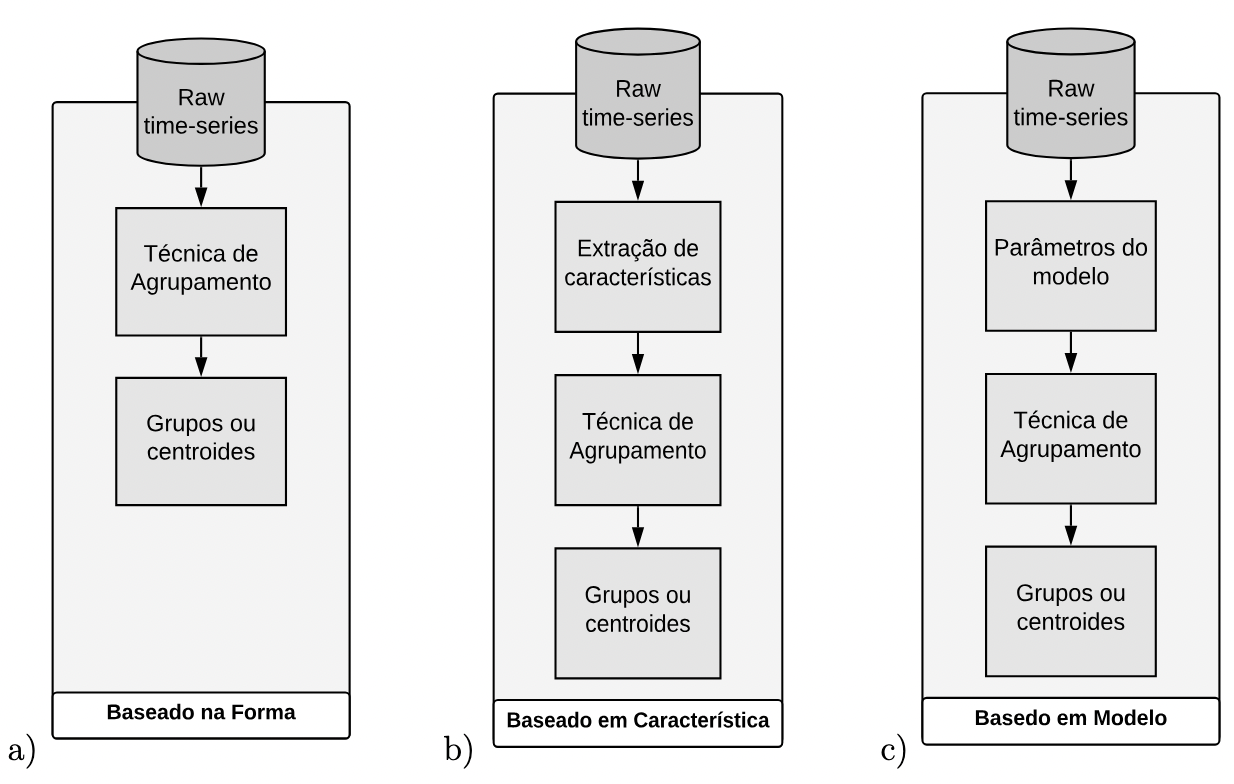 Raw
time-series
Técnica de
Agrupamento
Grupos ou
centroides
Baseado na Forma
a)
Raw
time-series
Extração de
características
Técnica de
Agrupamento
Grupos ou
centroides
Baseado em Característica
b)
Raw
time-series
Parâmetros do
modelo
Técnica de
Agrupamento
Grupos ou
centroides
Basedo em Modelo
c)